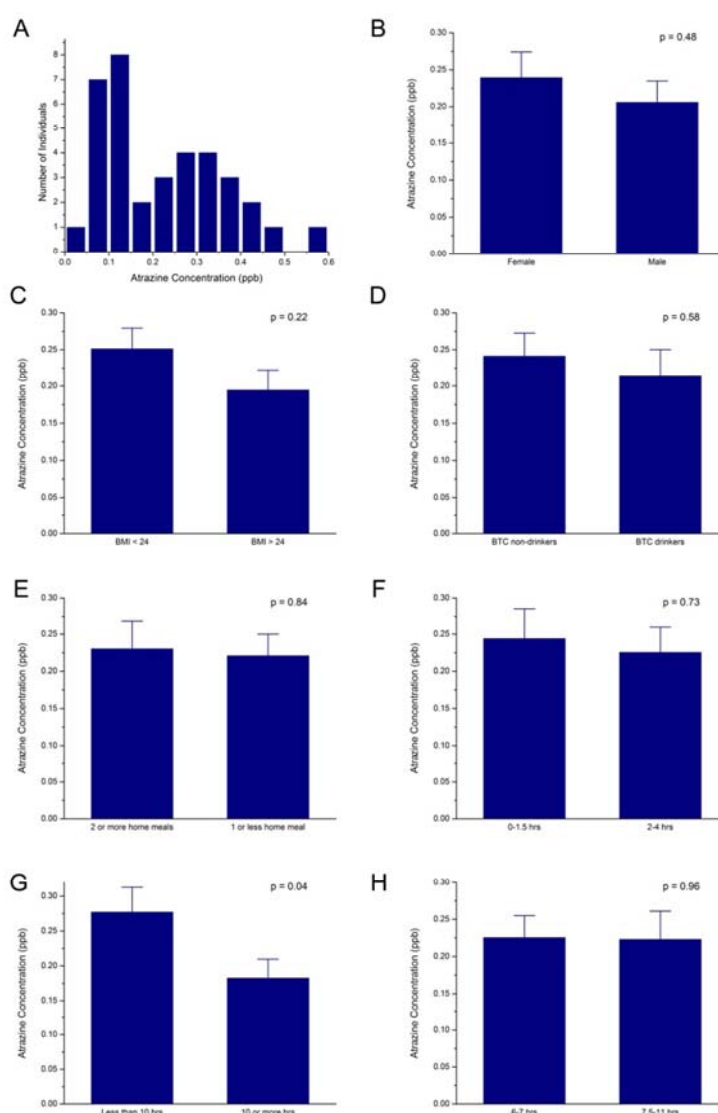 A
Number of Individuals
8
7
6
5
4
3
2
1
0
0.0 0.1 0.2 0.3 0.4 0.5 0.6
Atrazine Concentration (ppb)
B
p = 0.48
Atrazine Concentration (ppb)
0.30
0.25
0.20
0.15
0.10
0.05
0.00
Female Male
C
p = 0.22
Atrazine Concentration (ppb)
0.30
0.25
0.20
0.15
0.10
0.05
0.00
BMI < 24 BMI > 24
D
p = 0.58
Atrazine Concentration (ppb)
0.30
0.25
0.20
0.15
0.10
0.05
0.00
BTC non-drinkers BTC drinkers
E
p = 0.84
Atrazine Concentration (ppb)
0.30
0.25
0.20
0.15
0.10
0.05
0.00
2 or more home meals 1 or less home meal
F
p = 0.73
Atrazine Concentration (ppb)
0.30
0.25
0.20
0.15
0.10
0.05
0.00
0-1.5 hrs 2-4 hrs
G
p = 0.04
Atrazine Concentration (ppb)
0.30
0.25
0.20
0.15
0.10
0.05
0.00
Less than 10 hrs 10 or more hrs
H
p = 0.96
Atrazine Concentration (ppb)
0.30
0.25
0.20
0.15
0.10
0.05
0.00
6-7 hrs 7.5-11 hrs